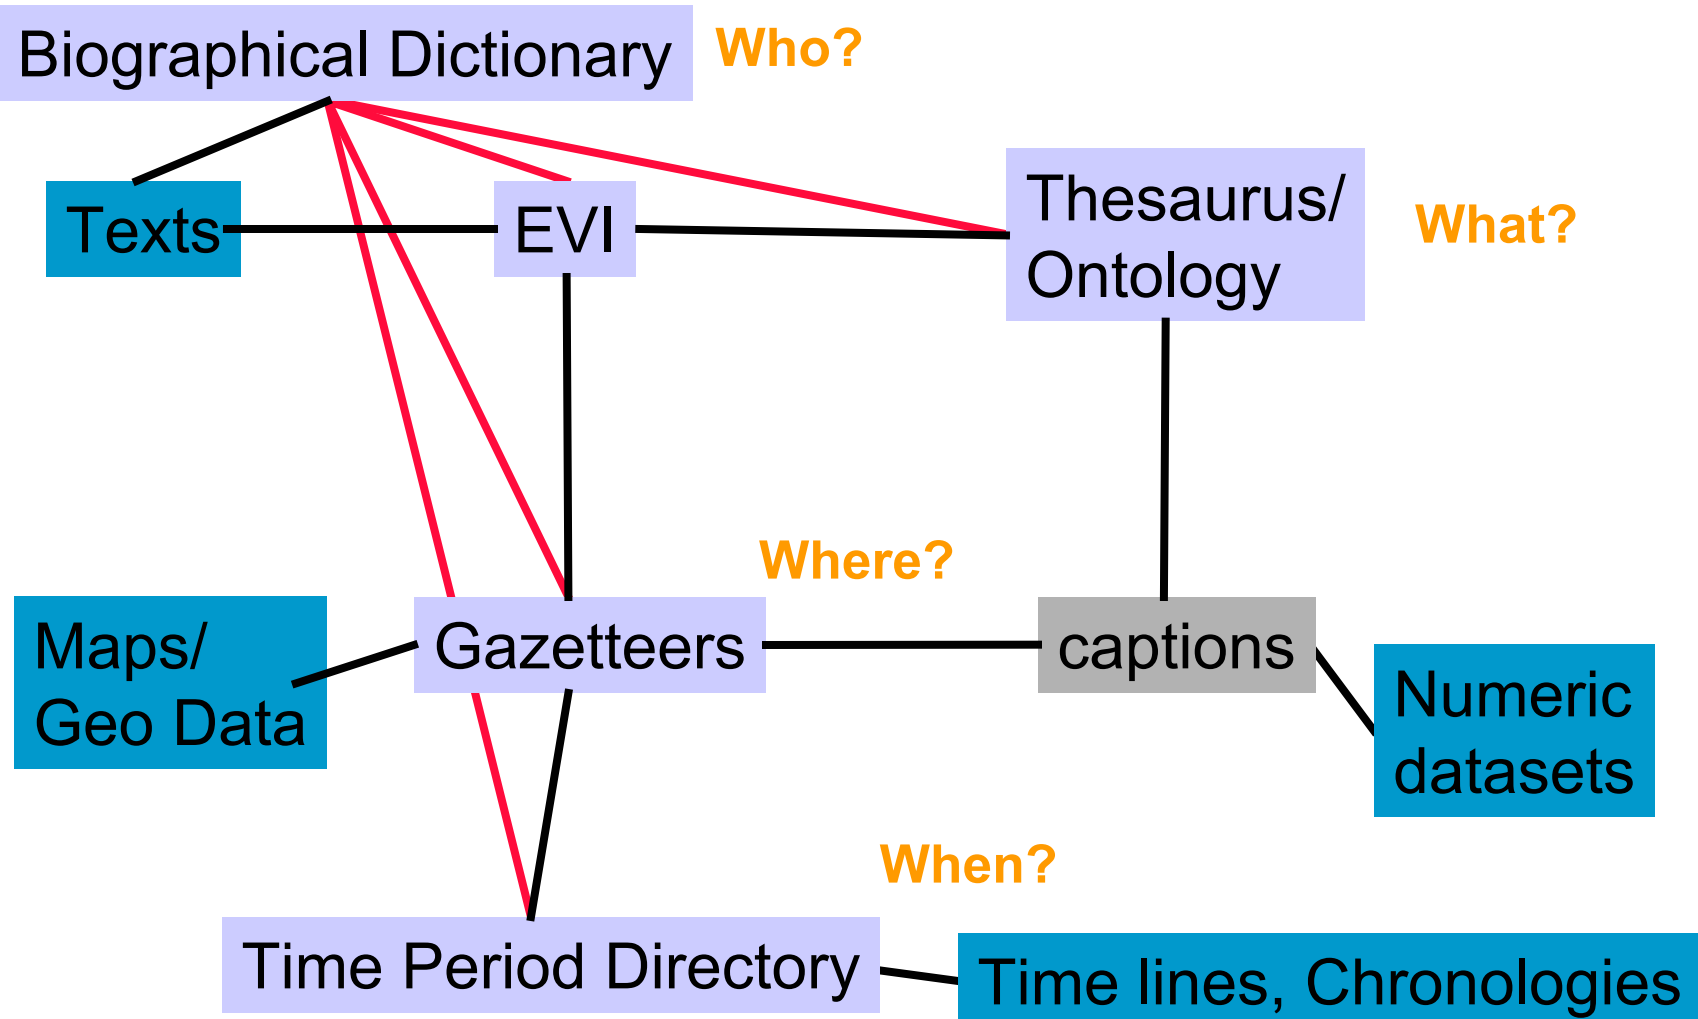 Biographical Dictionary
Who?
Texts
EVI
Thesaurus/
Ontology
What?
Where?
Maps/
Geo Data
Gazetteers
captions
Numeric
datasets
When?
Time Period Directory
Time lines, Chronologies